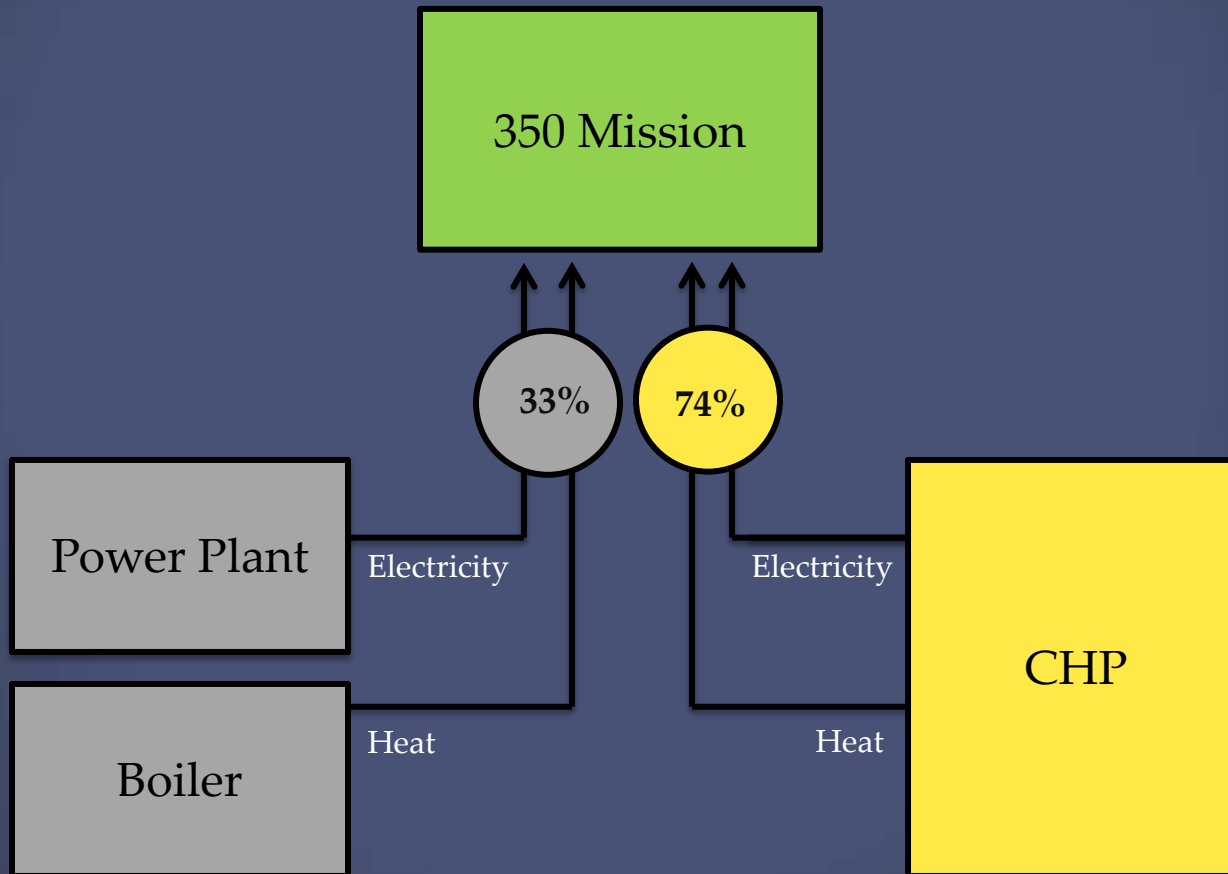 350 Mission
33%
74%
Power Plant
Electricity
Electricity
CHP
Heat
Heat
Boiler